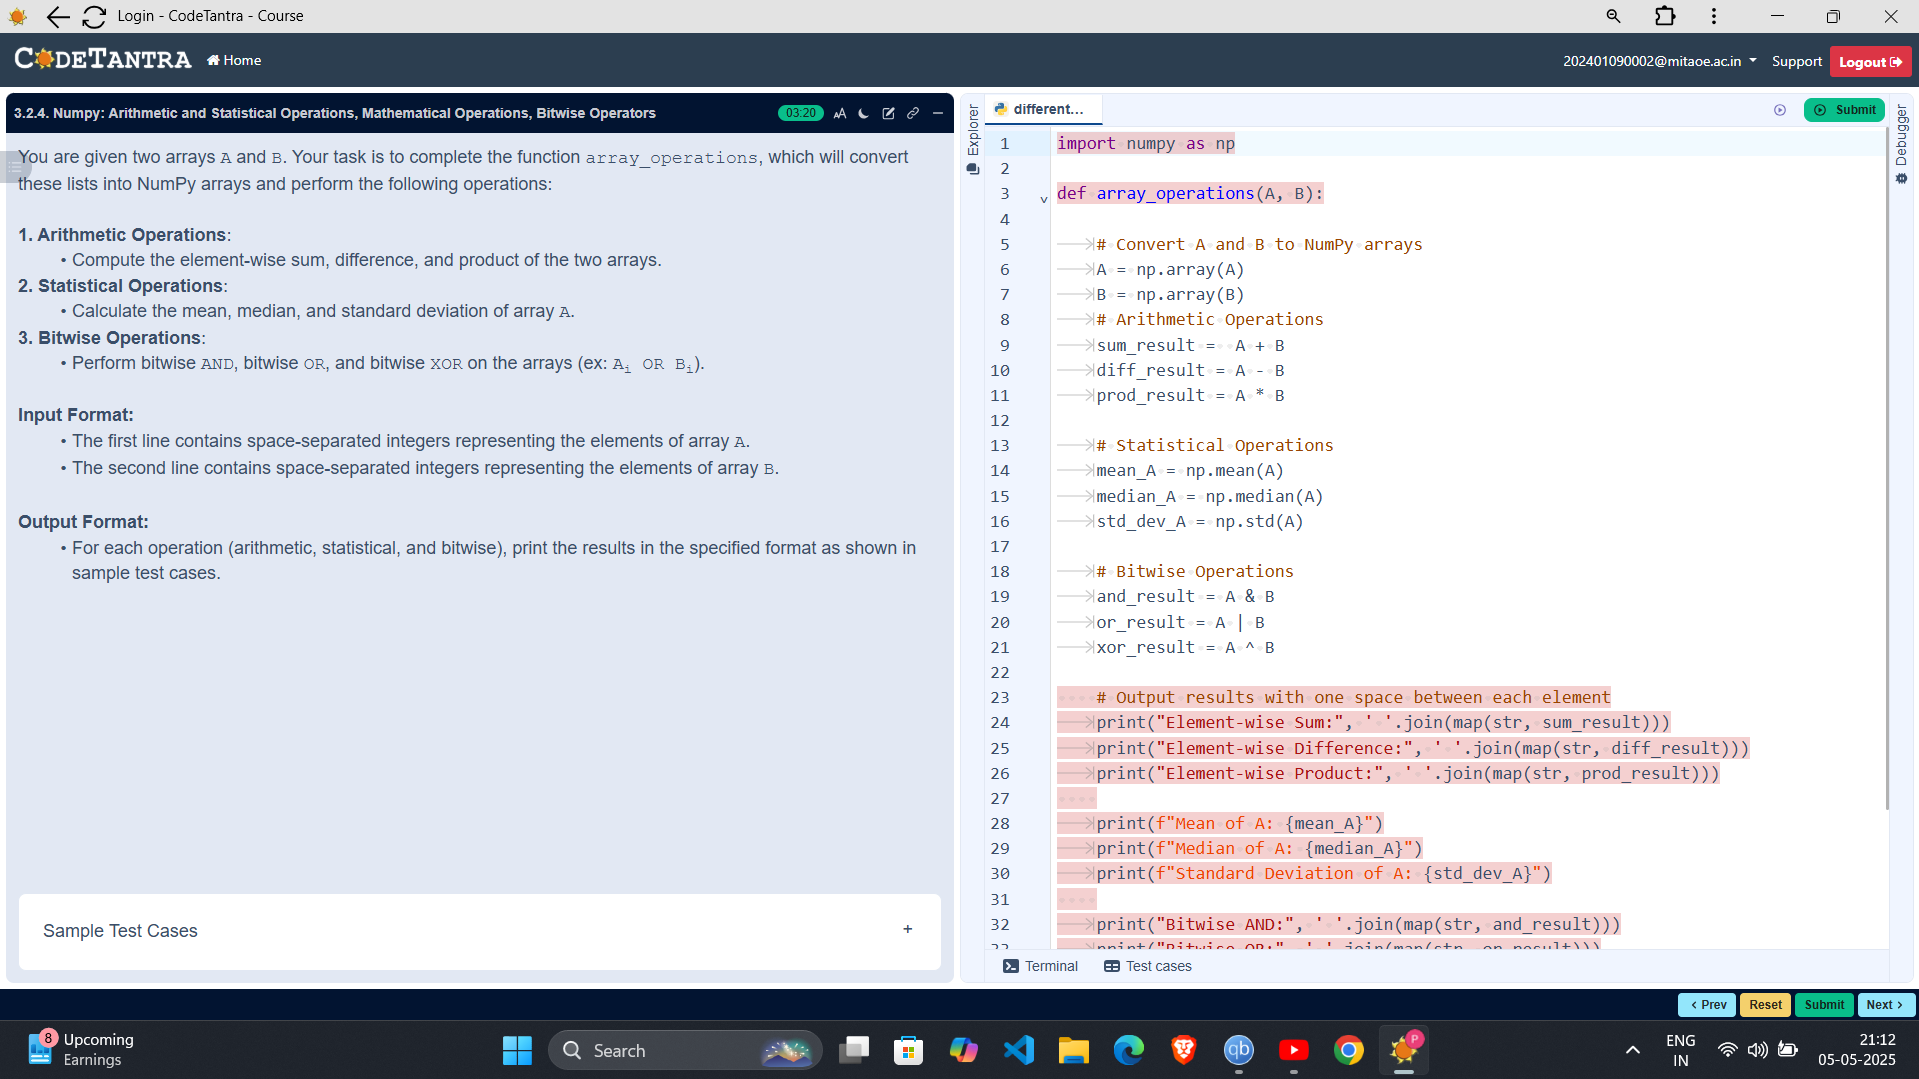 Login - CodeTantra - Course
CODETANTRA Home
202401090002@mitaoe.ac.in Support Logout
3.2.4. Numpy: Arithmetic and Statistical Operations, Mathematical Operations, Bitwise Operators
03:20 AA
You are given two arrays A and B. Your task is to complete the function array_operations, which will convert
these lists into NumPy arrays and perform the following operations:
1. Arithmetic Operations:
• Compute the element-wise sum, difference, and product of the two arrays.
2. Statistical Operations:
• Calculate the mean, median, and standard deviation of array A.
3. Bitwise Operations:
• Perform bitwise AND, bitwise OR, and bitwise XOR on the arrays (ex: Ai OR Bi).
Input Format:
• The first line contains space-separated integers representing the elements of array A.
• The second line contains space-separated integers representing the elements of array B.
Output Format:
• For each operation (arithmetic, statistical, and bitwise), print the results in the specified format as shown in
sample test cases.
Sample Test Cases +
Explorer
different...
Submit
Debugger
1 import numpy as np
2
3 def array_operations(A, B):
4
5 # Convert A and B to NumPy arrays
6 A = np.array(A)
7 B = np.array(B)
8 # Arithmetic Operations
9 sum_result = A + B
10 diff_result = A - B
11 prod_result = A * B
12
13 # Statistical Operations
14 mean_A = np.mean(A)
15 median_A = np.median(A)
16 std_dev_A = np.std(A)
17
18 # Bitwise Operations
19 and_result = A & B
20 or_result = A | B
21 xor_result = A ^ B
22
23 # Output results with one space between each element
24 print("Element-wise Sum:", ' '.join(map(str, sum_result)))
25 print("Element-wise Difference:", ' '.join(map(str, diff_result)))
26 print("Element-wise Product:", ' '.join(map(str, prod_result)))
27
28 print(f"Mean of A: {mean_A}")
29 print(f"Median of A: {median_A}")
30 print(f"Standard Deviation of A: {std_dev_A}")
31
32 print("Bitwise AND:", ' '.join(map(str, and_result)))
33 print("Bitwise OR:", ' '.join(map(str, or_result)))
Terminal Test cases
< Prev Reset Submit Next >
8 Upcoming
Earnings
Search
qb
P
ENG
IN
21:12
05-05-2025